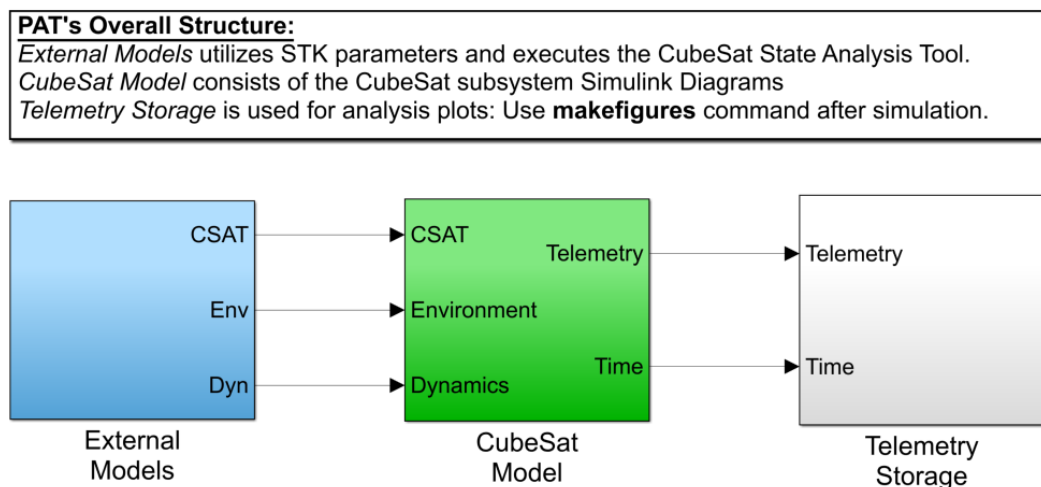 PAT's Overall Structure:
External Models utilizes STK parameters and executes the CubeSat State Analysis Tool.
CubeSat Model consists of the CubeSat subsystem Simulink Diagrams
Telemetry Storage is used for analysis plots: Use makefigures command after simulation.
CSAT
Env
Dyn
External
Models
CSAT
Environment
Dynamics
Telemetry
Time
CubeSat
Model
Telemetry
Time
Telemetry
Storage